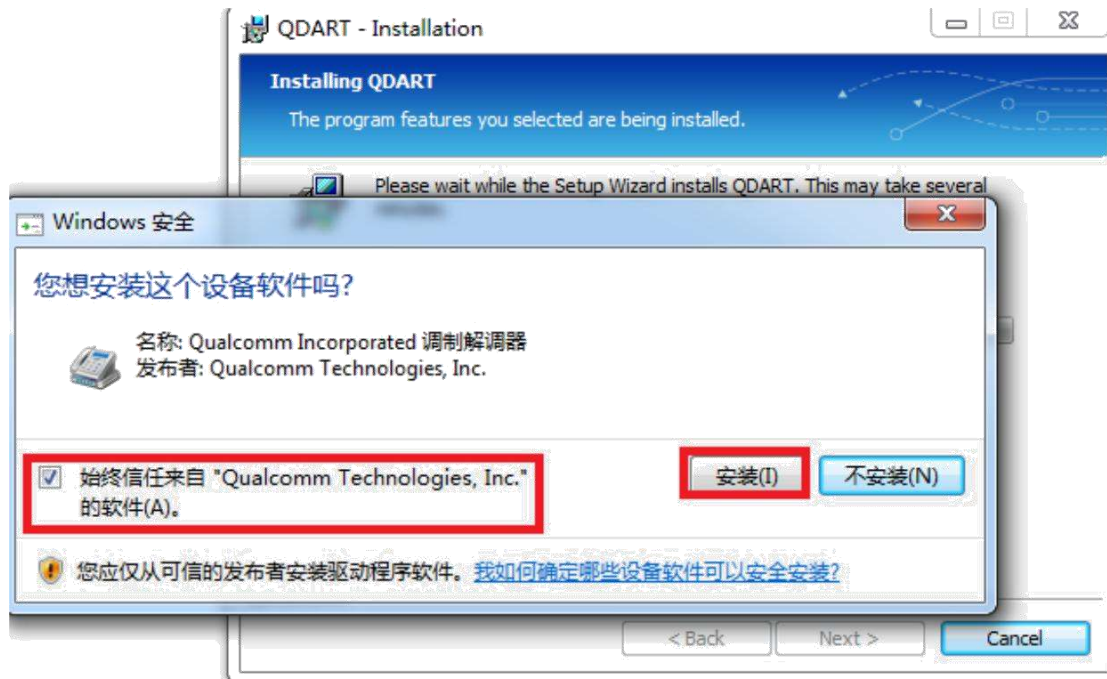 QDART - Installation
Installing QDART
The program features you selected are being installed.
Please wait while the Setup Wizard installs QDART. This may take several
Windows 安全
您想安装这个设备软件吗?
名称: Qualcomm Incorporated 调制解调器
发布者: Qualcomm Technologies, Inc.
始终信任来自 "Qualcomm Technologies, Inc."
的软件(A)。
安装(I)
不安装(N)
您应仅从可信的发布者安装驱动程序软件。我如何确定哪些设备软件可以安全安装?
< Back
Next >
Cancel